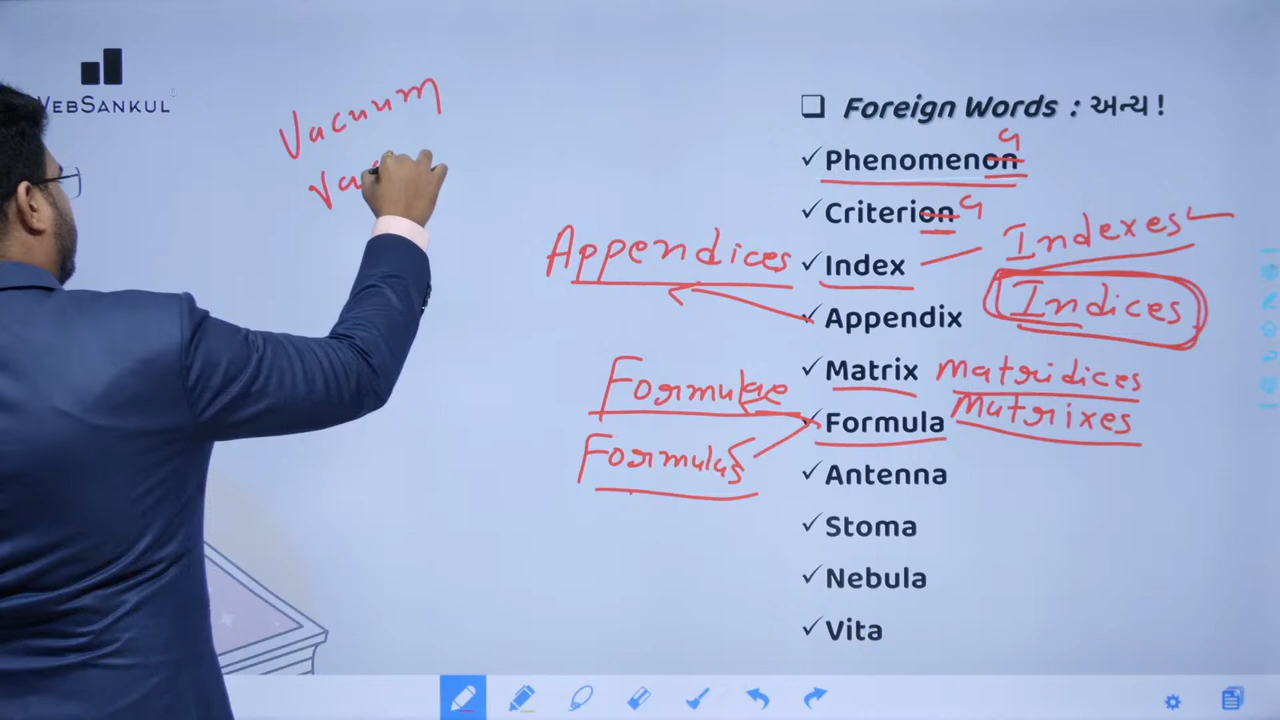 WEBSANKUL
Vacuum
❑ Foreign Words : અન્ય !
✓ Phenomenon a
✓ Criterion a
Appendices
✓ Index
Indexes
✓ Appendix
Indices
✓ Matrix
Matridices
Matrixes
Formulae
✓ Formula
Formulas
✓ Antenna
✓ Stoma
✓ Nebula
✓ Vita